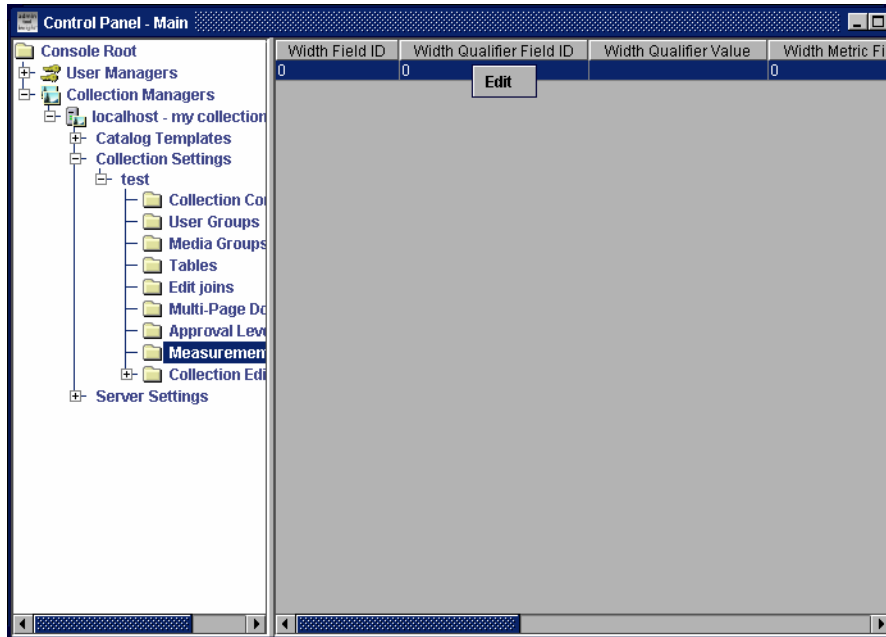 Control Panel - Main
Console Root
User Managers
Collection Managers
localhost - my collection
Catalog Templates
Collection Settings
test
Collection Co
User Groups
Media Groups
Tables
Edit joins
Multi-Page Do
Approval Leve
Measuremen
Collection Edi
Server Settings
Width Field ID Width Qualifier Field ID Width Qualifier Value Width Metric Fi
0 0 0
Edit